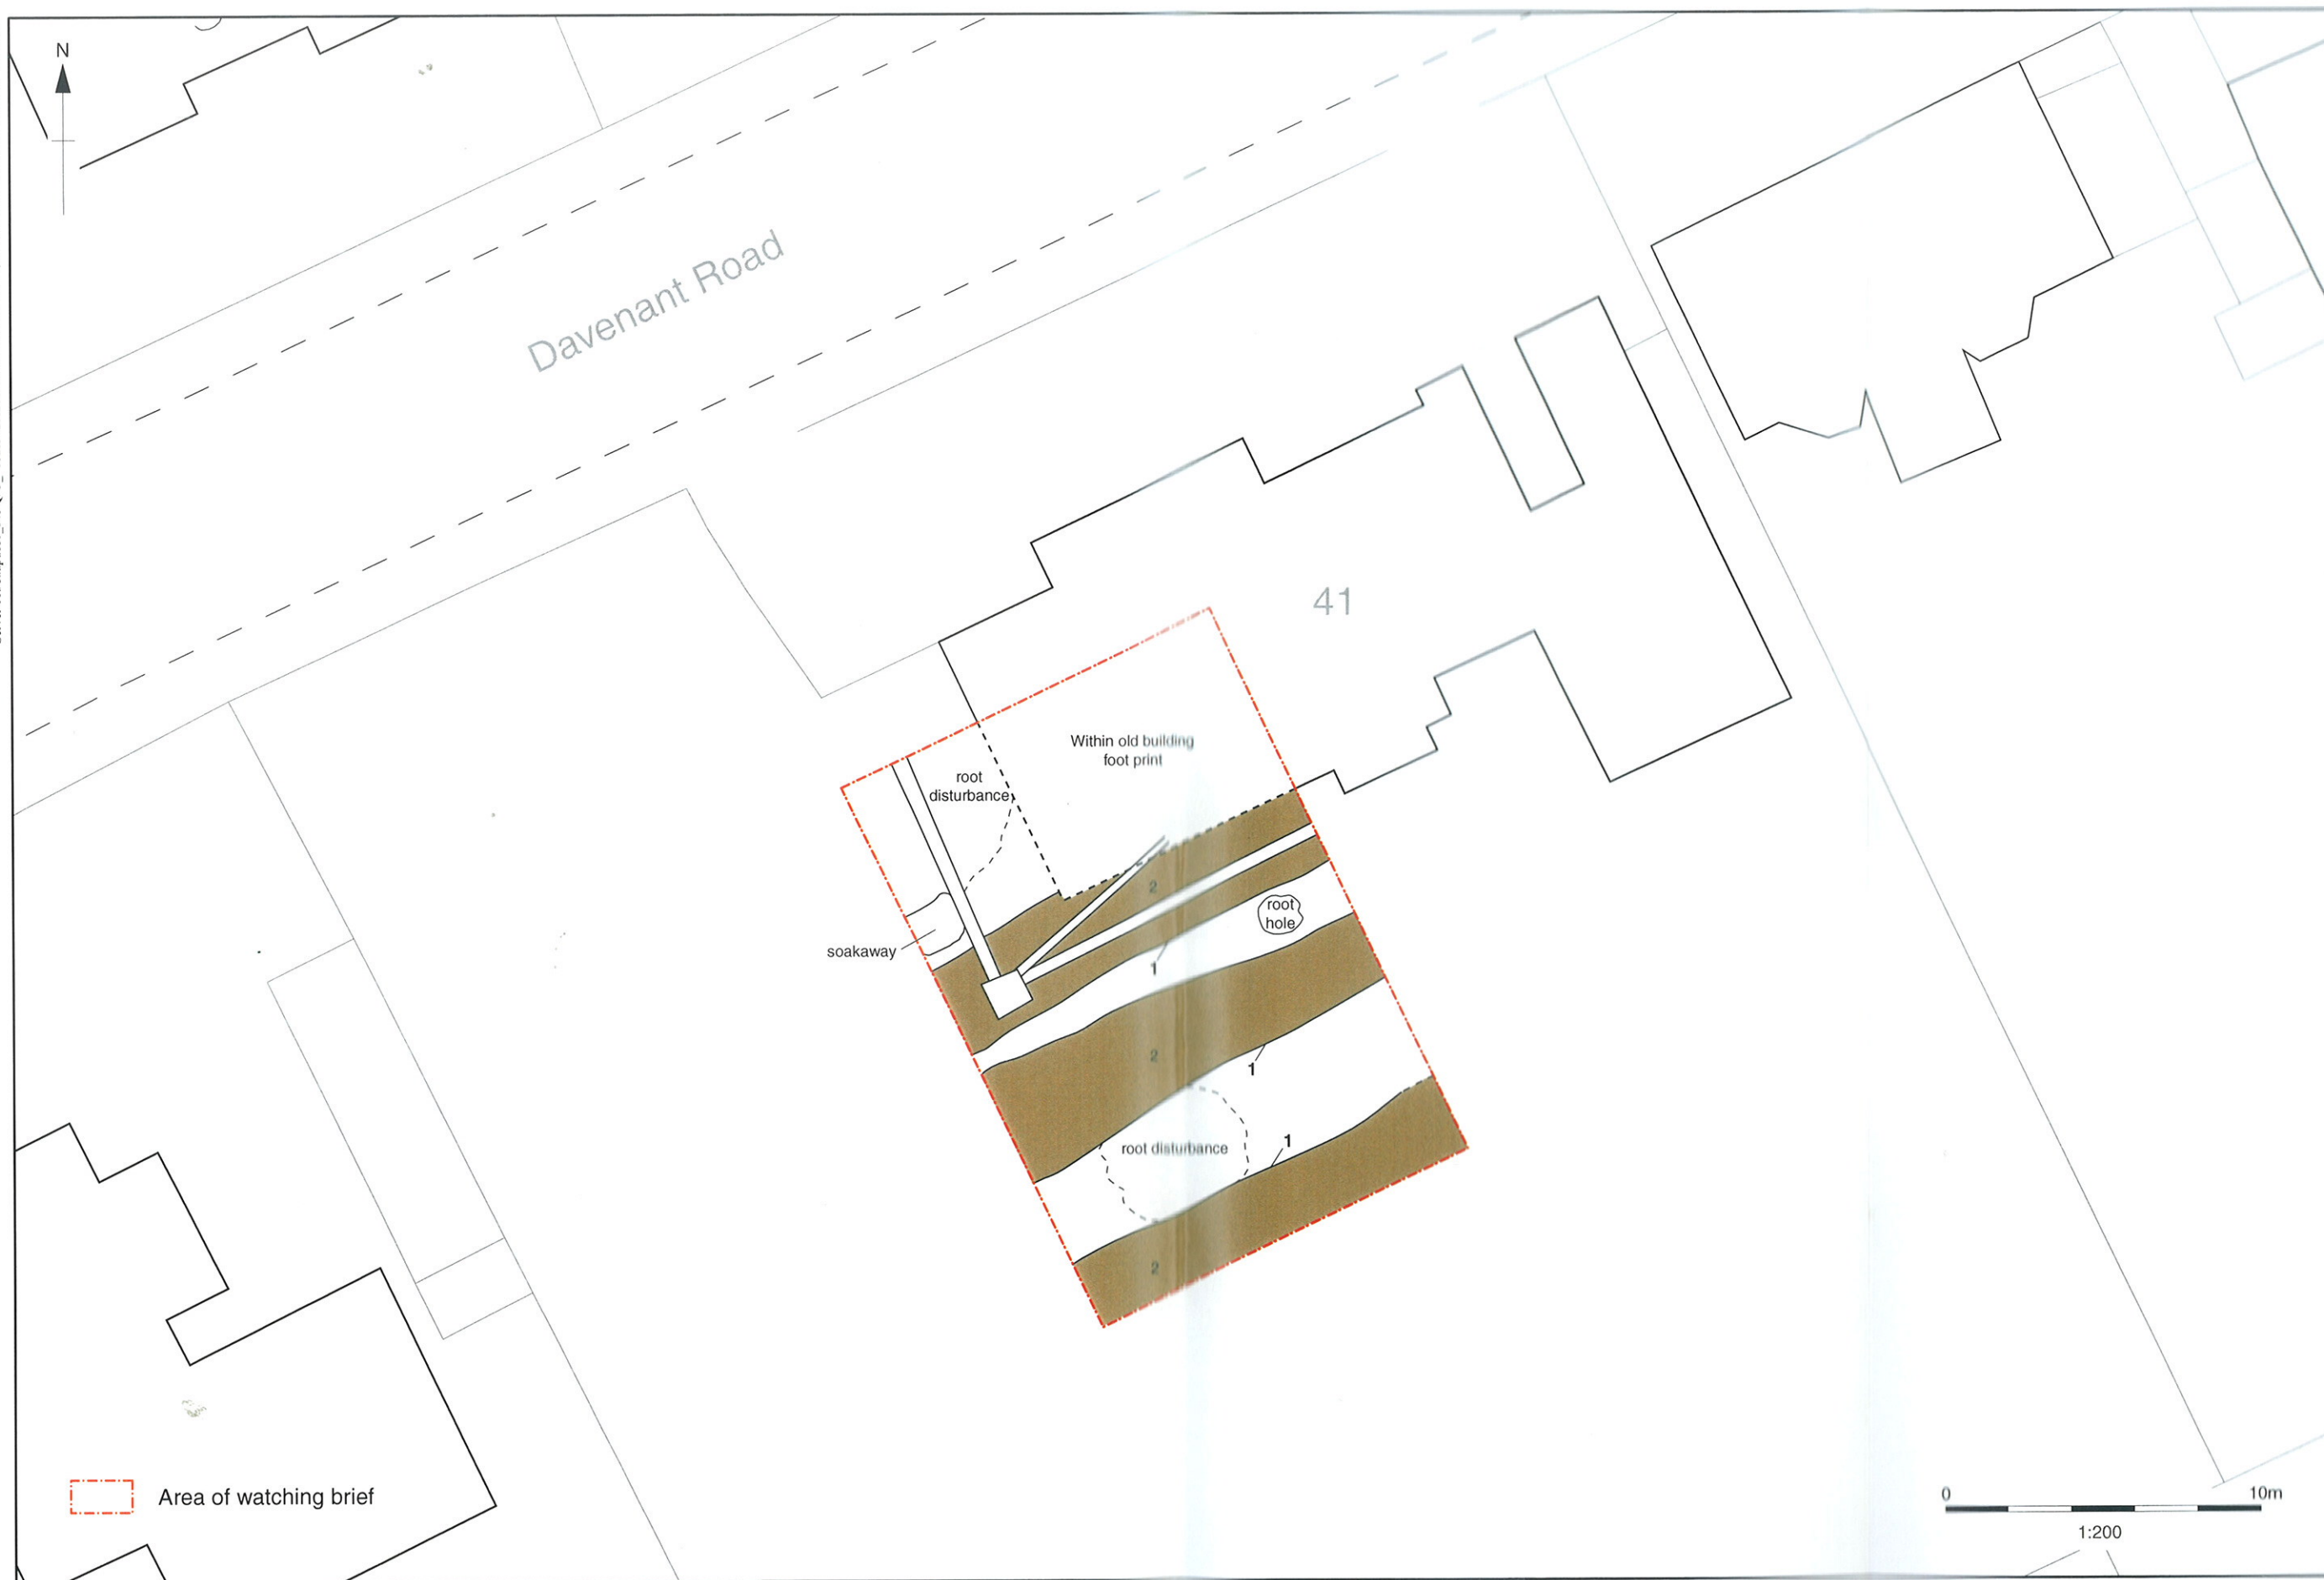 N
Davenant Road
41
Within old building
foot print
root
disturbance
2
root
hole
soakaway
1
2
1
1
root disturbance
2
Area of watching brief
0
10m
1:200